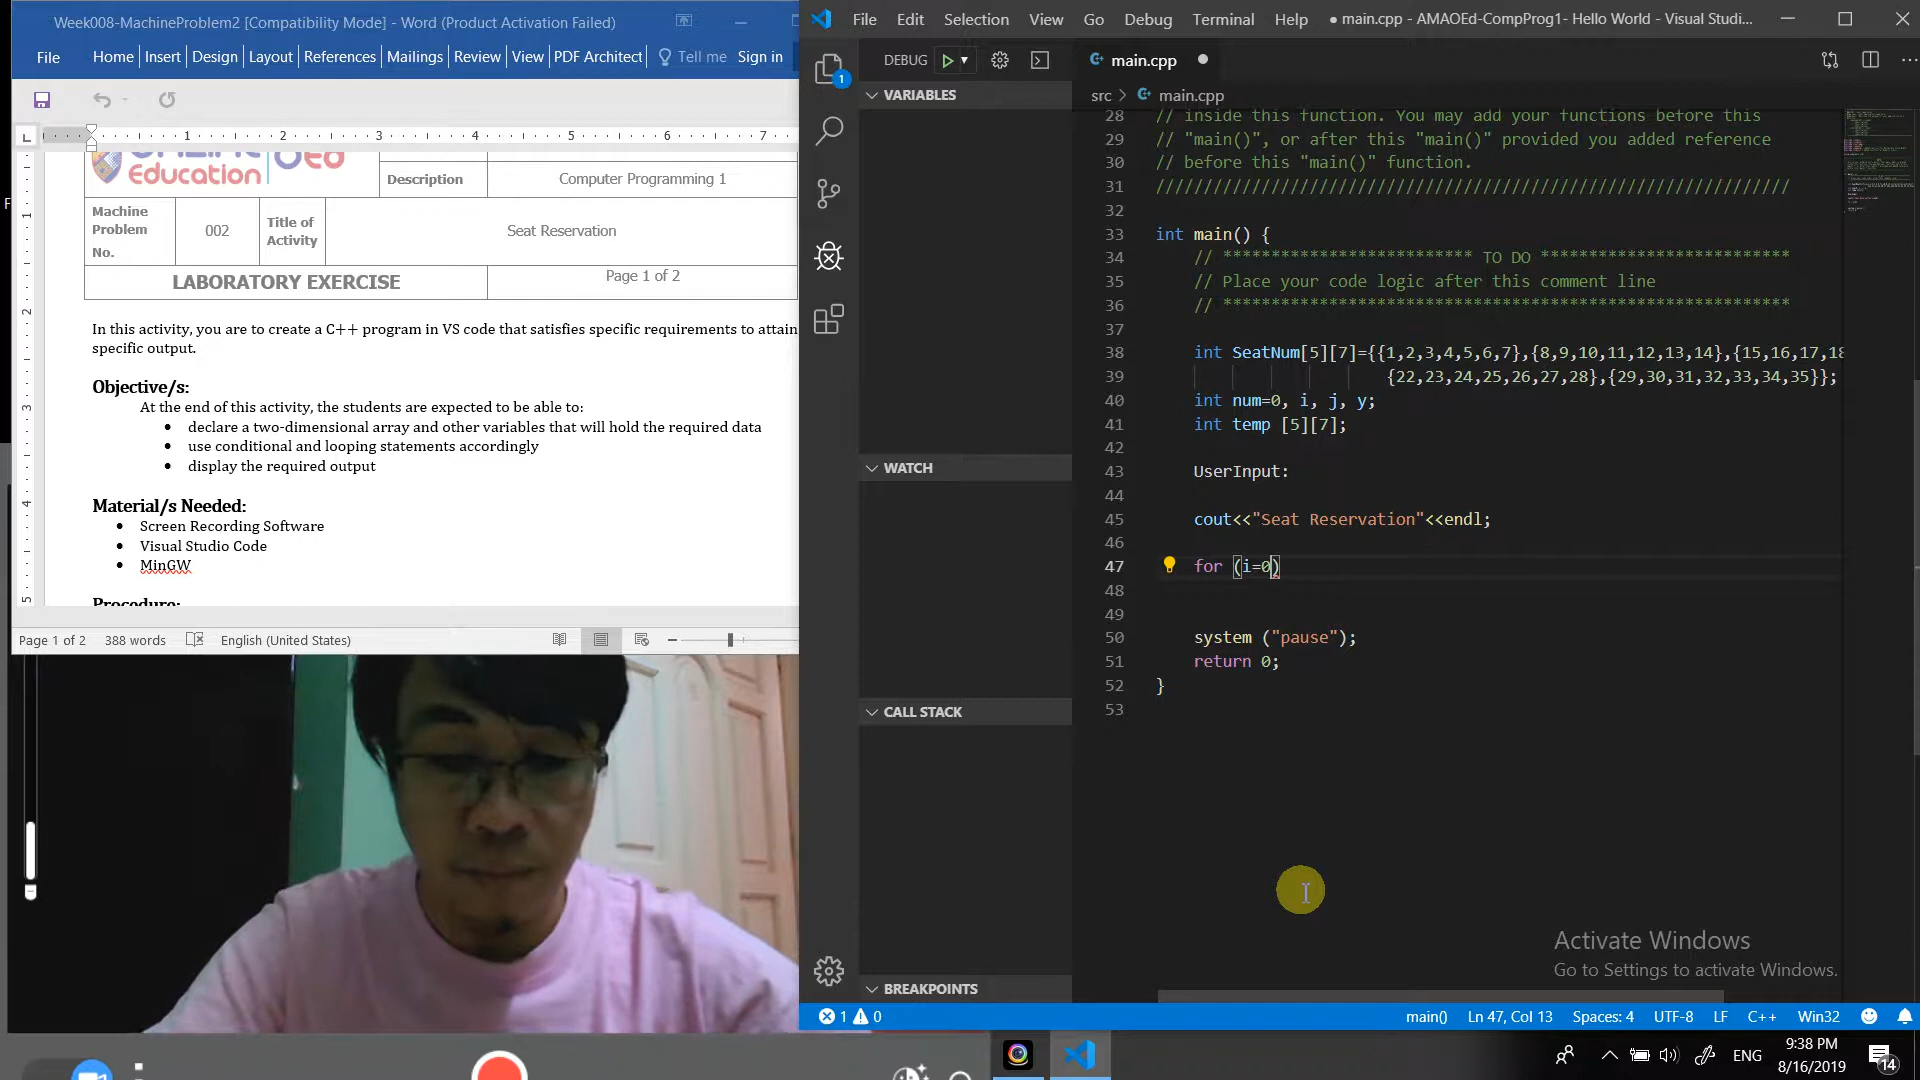 Week008-MachineProblem2 [Compatibility Mode] - Word (Product Activation Failed)
File Home Insert Design Layout References Mailings Review View PDF Architect Tell me Sign in
1 2 3 4 5 6 7
Education
OEd
Description
Computer Programming 1
Machine Problem No.
002
Title of Activity
Seat Reservation
LABORATORY EXERCISE
Page 1 of 2
In this activity, you are to create a C++ program in VS code that satisfies specific requirements to attain
specific output.
Objective/s:
At the end of this activity, the students are expected to be able to:
• declare a two-dimensional array and other variables that will hold the required data
• use conditional and looping statements accordingly
• display the required output
Material/s Needed:
• Screen Recording Software
• Visual Studio Code
• MinGW
Procedure:
Page 1 of 2 388 words English (United States)
File Edit Selection View Go Debug Terminal Help ● main.cpp - AMAOEd-CompProg1- Hello World - Visual Studi...
1
DEBUG
main.cpp
VARIABLES
src > main.cpp
28 // inside this function. You may add your functions before this
29 // "main()", or after this "main()" provided you added reference
30 // before this "main()" function.
31 ///////////////////////////////////////////////////////////////////
32
33 int main() {
34 // ************************** TO DO **************************
35 // Place your code logic after this comment line
36 // ***********************************************************
37
38 int SeatNum[5][7]={{1,2,3,4,5,6,7},{8,9,10,11,12,13,14},{15,16,17,18
39 {22,23,24,25,26,27,28},{29,30,31,32,33,34,35}};
40 int num=0, i, j, y;
41 int temp [5][7];
42
43 UserInput:
44
45 cout<<"Seat Reservation"<<endl;
46
47 for (i=0)
48
49
50 system ("pause");
51 return 0;
52 }
53
WATCH
CALL STACK
BREAKPOINTS
Activate Windows
Go to Settings to activate Windows.
1 0 main() Ln 47, Col 13 Spaces: 4 UTF-8 LF C++ Win32
ENG
9:38 PM
8/16/2019
14